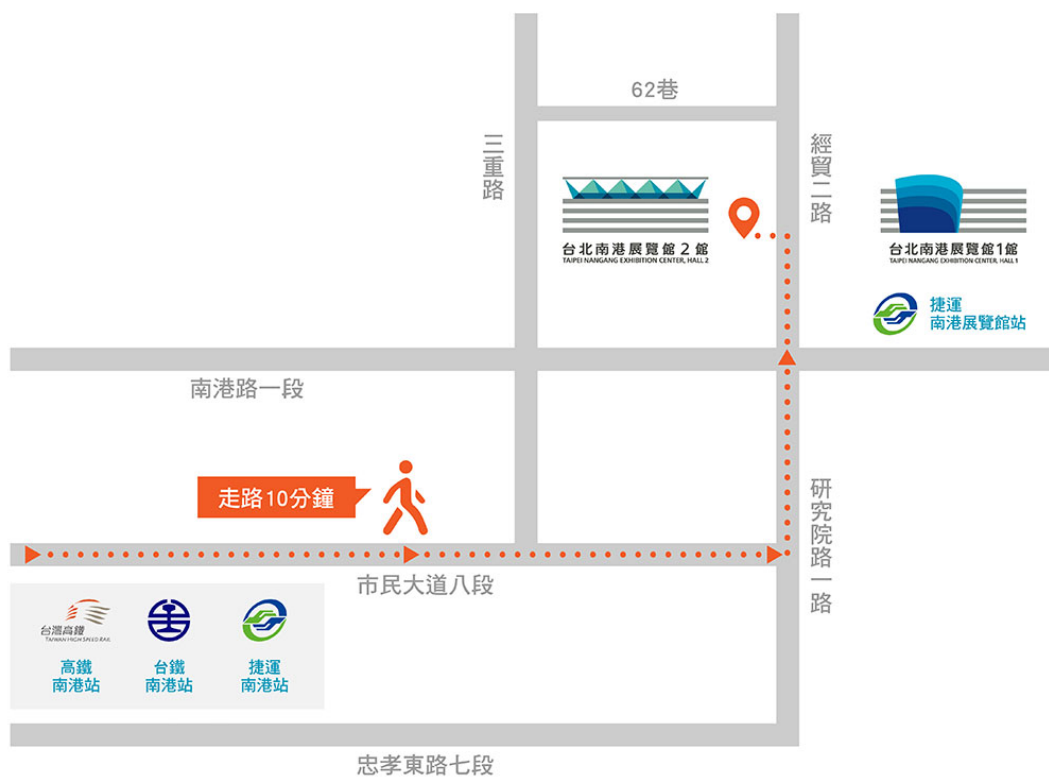 62巷
三重路
經貿二路
台北南港展覽館2館
TAIPEI NANGANG EXHIBITION CENTER, HALL 2
台北南港展覽館1館
TAIPEI NANGANG EXHIBITION CENTER, HALL 1
捷運
南港展覽館站
南港路一段
走路10分鐘
研究院路一路
市民大道八段
台灣高鐵
TAIWAN HIGH SPEED RAIL
高鐵
南港站
台鐵
南港站
捷運
南港站
忠孝東路七段